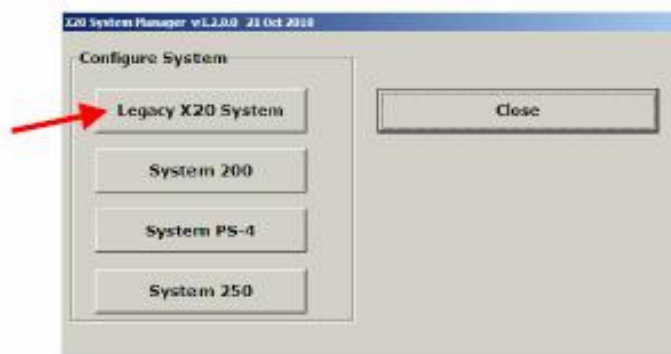 X20 System Manager v1.2.0.0 21 Oct 2010
Configure System
Legacy X20 System
Close
System 200
System PS-4
System 250